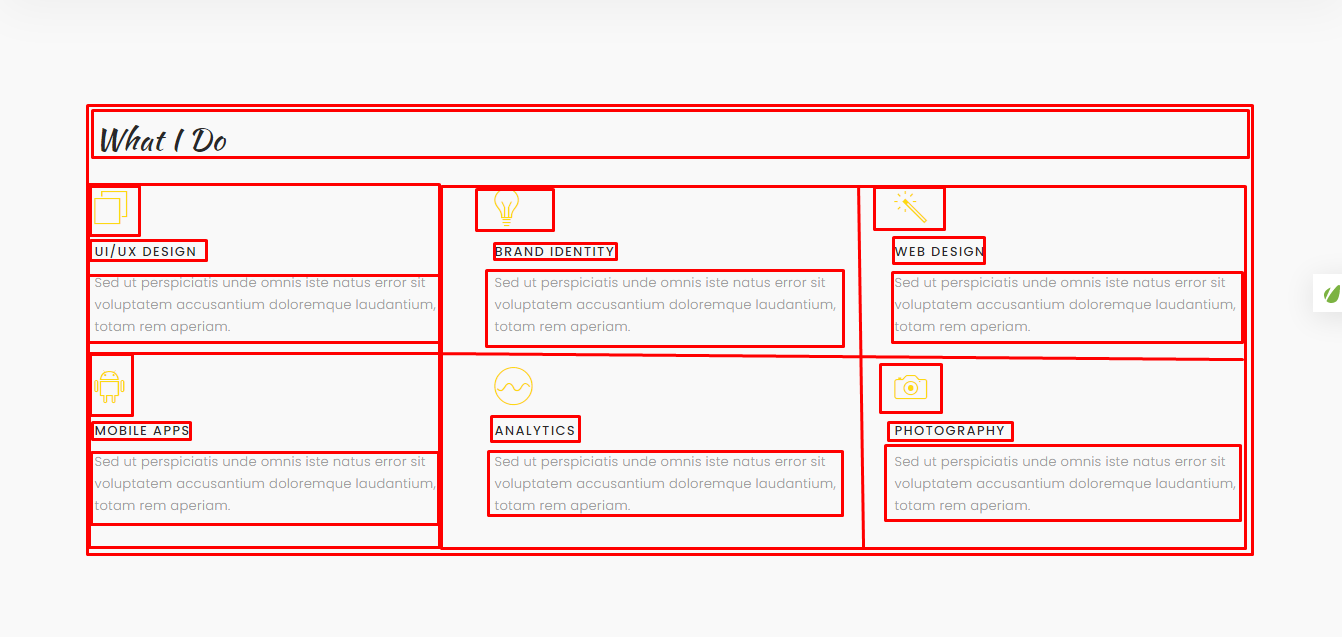 What I Do
UI/UX DESIGN
Sed ut perspiciatis unde omnis iste natus error sit
voluptatem accusantium doloremque laudantium,
totam rem aperiam.
BRAND IDENTITY
Sed ut perspiciatis unde omnis iste natus error sit
voluptatem accusantium doloremque laudantium,
totam rem aperiam.
WEB DESIGN
Sed ut perspiciatis unde omnis iste natus error sit
voluptatem accusantium doloremque laudantium,
totam rem aperiam.
MOBILE APPS
Sed ut perspiciatis unde omnis iste natus error sit
voluptatem accusantium doloremque laudantium,
totam rem aperiam.
ANALYTICS
Sed ut perspiciatis unde omnis iste natus error sit
voluptatem accusantium doloremque laudantium,
totam rem aperiam.
PHOTOGRAPHY
Sed ut perspiciatis unde omnis iste natus error sit
voluptatem accusantium doloremque laudantium,
totam rem aperiam.